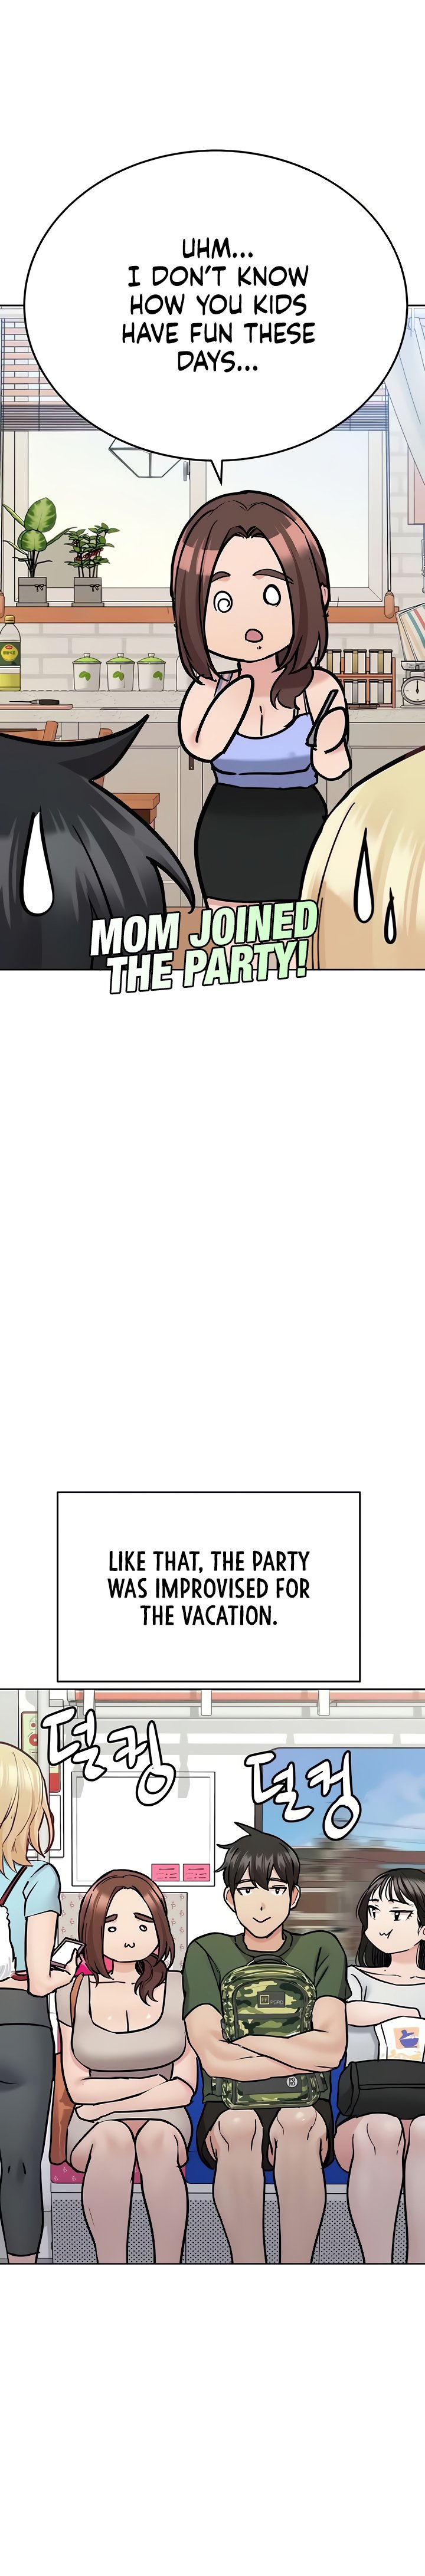 UHM...
I DON'T KNOW
HOW YOU KIDS
HAVE FUN THESE
DAYS...
MOM JOINED
THE PARTY!
LIKE THAT, THE PARTY
WAS IMPROVISED FOR
THE VACATION.
덜컹
덜컹